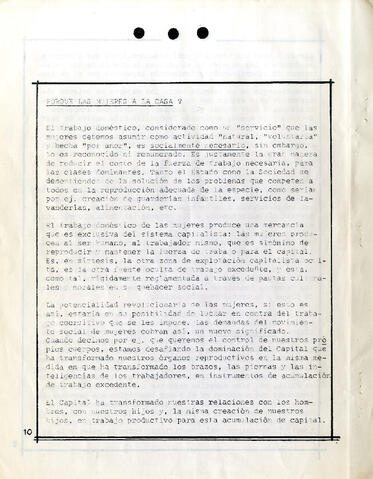 PORQUE LAS MUJERES A LA CASA ?
El trabajo doméstico, considerado como un "servicio" que las
mujeres debemos asumir como actividad "natural, "voluntaria"
y hecha "por amor", es socialmente necesario, sin embargo,
no es reconocido ni remunerado. Es justamente la gran manera
de reducir el costo de la fuerza de trabajo necesaria, para
las clases dominantes. Tanto el Estado como la Sociedad se
desentienden de la solución de los problemas que competen a
todos en la reproducción adecuada de la especie, como serían
por ej. creación de guarderías infantiles, servicios de la-
vanderías, alimentación, etc.
El trabajo doméstico de las mujeres produce una mercancía
que es exclusiva del sistema capitalista: las mujeres produ-
cen al ser humano, al trabajador mismo, que es sinónimo de
reproducir y mantener la fuerza de trabajo para el capital.
Es, en síntesis, la otra zona de explotación capitalista ocul-
ta, es la otra fuente oculta de trabajo excedente, y está,
como tal, rígidamente reglamentada a través de pautas cultura-
les y morales en su quehacer social.
La potencialidad revolucionaria de las mujeres, si esto es
así, estaría en su posibilidad de luchar en contra del traba-
jo coercitivo que se les impone. Las demandas del movimien-
to social de mujeres cobran así, un nuevo significado.
Cuando decimos por ej. que queremos el control de nuestros pro
pios cuerpos, estamos desafiando la dominación del Capital que
ha transformado nuestros órganos reproductivos en la misma me-
dida en que ha transformado los brazos, las piernas y las in-
teligencias de los trabajadores, en instrumentos de acumulación
de trabajo excedente.
El Capital ha transformado nuestras relaciones con los hom-
bres, con nuestros hijos y, la misma creación de nuestros
hijos, en trabajo productivo para esta acumulación de capital.
10